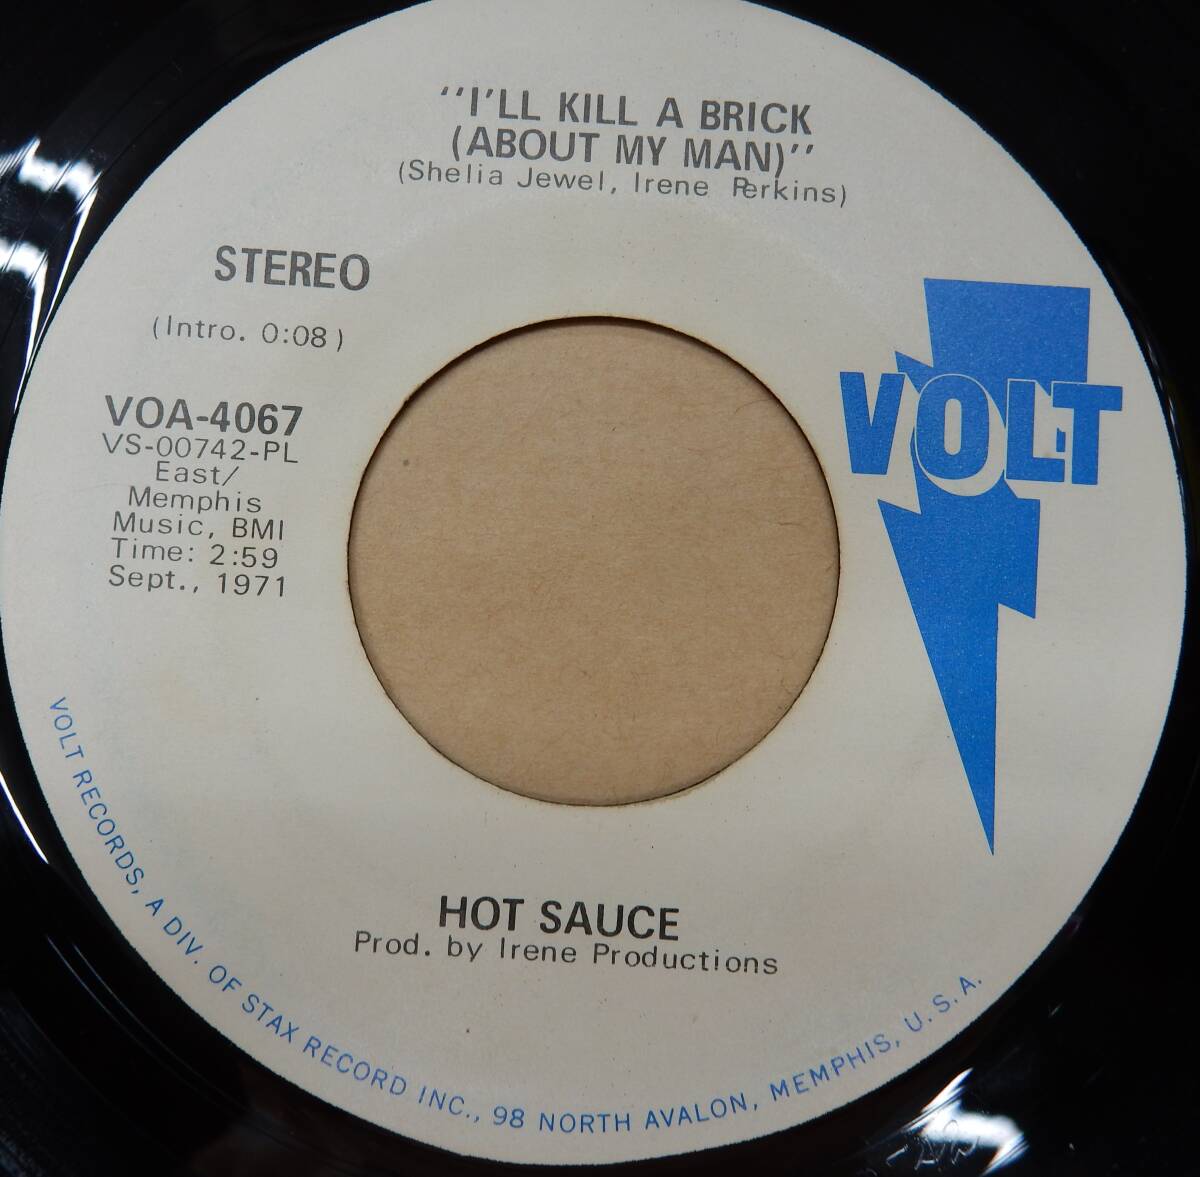 "I'LL KILL A BRICK
(ABOUT MY MAN)"
(Shelia Jewel, Irene Perkins)
STEREO
(Intro. 0:08)
VOA-4067
VS-00742-PL
East/
Memphis
Music, BMI
Time: 2:59
Sept., 1971
VOLT
HOT SAUCE
Prod. by Irene Productions
VOLT RECORDS, A DIV. OF STAX RECORD INC., 98 NORTH AVALON, MEMPHIS, U.S.A.